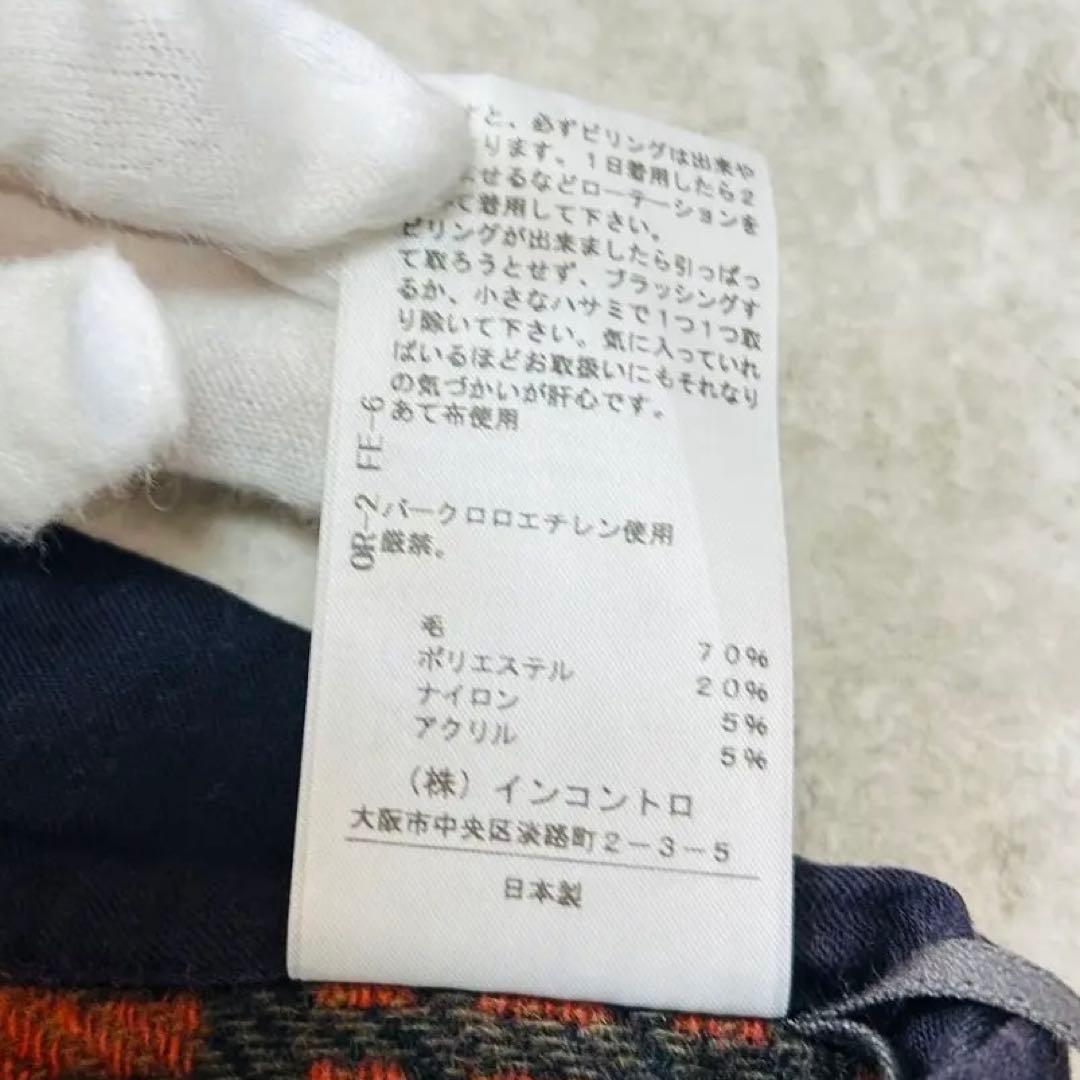 と、必ずピリングは出来や
ります、1日着用したら2
せるなどローテーションを
て着用して下さい。
ピリングが出来ましたら引っぱっ
て取ろうとせず、ブラッシングす
るか、小さなハサミで1つ1つ取
り除いて下さい。気に入っていれ
ばいるほどお取扱いにもそれなり
の気づかいが肝心です。
あて布使用
OR-2 FE-6
パークロロエチレン使用
厳禁。
毛 70%
ポリエステル 20%
ナイロン 5%
アクリル 5%
(株)インコントロ
大阪市中央区淡路町2-3-5
日本製